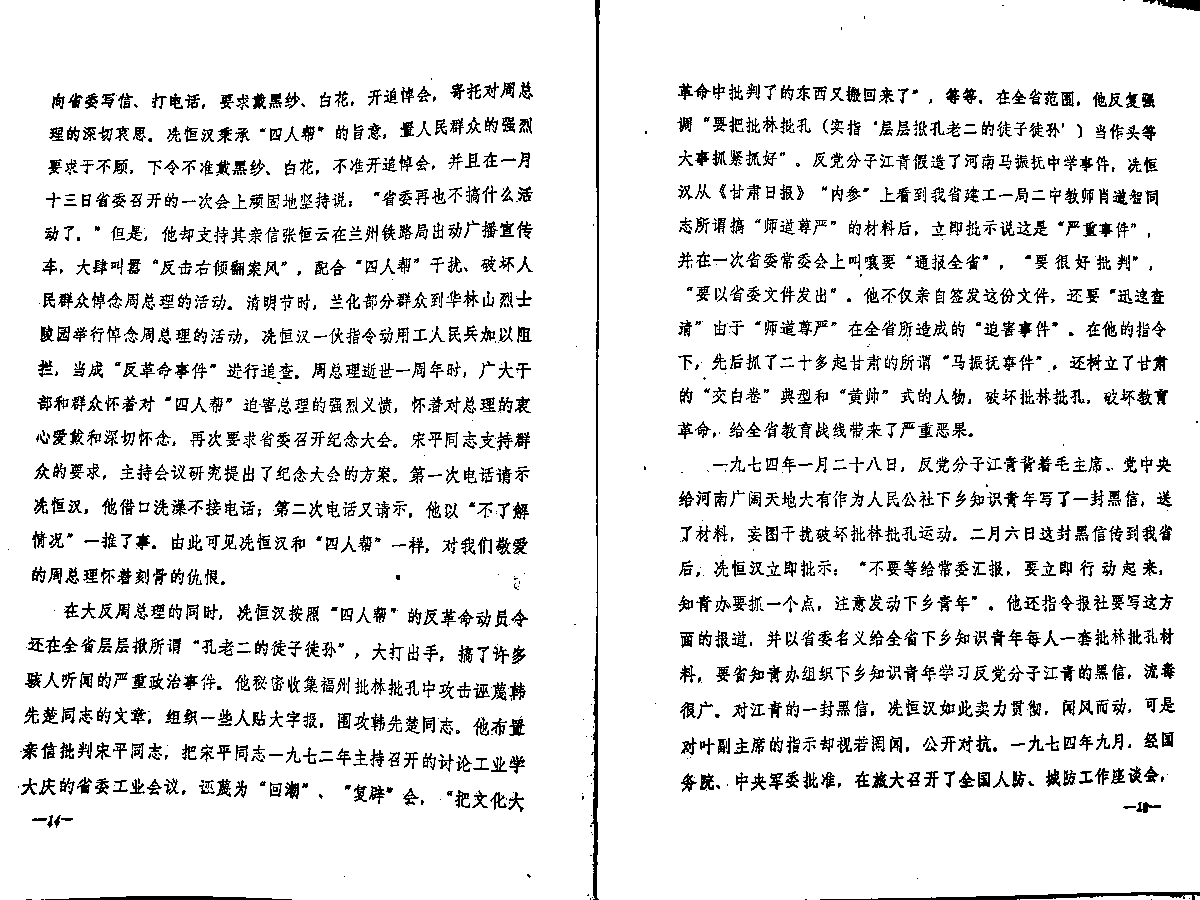 向省委写信、打电话，要求戴黑纱、白花，开追悼会，寄托对周总
理的深切哀思。冼恒汉秉承“四人帮”的旨意，置人民群众的强烈
要求于不顾，下令不准戴黑纱、白花，不准开追悼会，并且在一月
十三日省委召开的一次会上顽固地坚持说：“省委再也不搞什么活
动了。”但是，他却支持其亲信张恒云在兰州铁路局出动广播宣传
车，大肆叫嚣“反击右倾翻案风”，配合“四人帮”干扰、破坏人
民群众悼念周总理的活动。清明节时，兰化部分群众到华林山烈士
陵园举行悼念周总理的活动，冼恒汉一伙指令动用工人民兵加以阻
拦，当成“反革命事件”进行追查。周总理逝世一周年时，广大干
部和群众怀着对“四人帮”迫害总理的强烈义愤，怀着对总理的衷
心爱戴和深切怀念，再次要求省委召开纪念大会。宋平同志支持群
众的要求，主持会议研究提出了纪念大会的方案。第一次电话请示
冼恒汉，他借口洗澡不接电话；第二次电话又请示，他以“不了解
情况”一推了事。由此可见冼恒汉和“四人帮”一样，对我们敬爱
的周总理怀着刻骨的仇恨。
在大反周总理的同时，冼恒汉按照“四人帮”的反革命动员令
还在全省层层揪所谓“孔老二的徒子徒孙”，大打出手，搞了许多
骇人听闻的严重政治事件。他秘密收集福州批林批孔中攻击诬蔑韩
先楚同志的文章，组织一些人贴大字报，围攻韩先楚同志。他布置
亲信批判宋平同志，把宋平同志一九七二年主持召开的讨论工业学
大庆的省委工业会议，诬蔑为“回潮”、“复辟”会，“把文化大
—14—
革命中批判了的东西又搬回来了”，等等。在全省范围，他反复强
调“要把批林批孔（实指‘层层揪孔老二的徒子徒孙’）当作头等
大事抓紧抓好”。反党分子江青假造了河南马振抚中学事件，冼恒
汉从《甘肃日报》“内参”上看到我省建工一局二中教师肖道智同
志所谓搞“师道尊严”的材料后，立即批示说这是“严重事件”，
并在一次省委常委会上叫嚷要“通报全省”，“要很好批判”，
“要以省委文件发出”。他不仅亲自签发这份文件，还要“迅速查
清”由于“师道尊严”在全省所造成的“迫害事件”。在他的指令
下，先后抓了二十多起甘肃的所谓“马振抚事件”，还树立了甘肃
的“交白卷”典型和“黄帅”式的人物，破坏批林批孔，破坏教育
革命，给全省教育战线带来了严重恶果。
一九七四年一月二十八日，反党分子江青背着毛主席、党中央
给河南广阔天地大有作为人民公社下乡知识青年写了一封黑信，送
了材料，妄图干扰破坏批林批孔运动。二月六日这封黑信传到我省
后，冼恒汉立即批示：“不要等给常委汇报，要立即行动起来，
知青办要抓一个点，注意发动下乡青年”。他还指令报社要写这方
面的报道，并以省委名义给全省下乡知识青年每人一套批林批孔材
料，要省知青办组织下乡知识青年学习反党分子江青的黑信，流毒
很广。对江青的一封黑信，冼恒汉如此卖力贯彻，闻风而动，可是
对叶副主席的指示却视若罔闻，公开对抗。一九七四年九月，经国
务院、中央军委批准，在旅大召开了全国人防、城防工作座谈会，